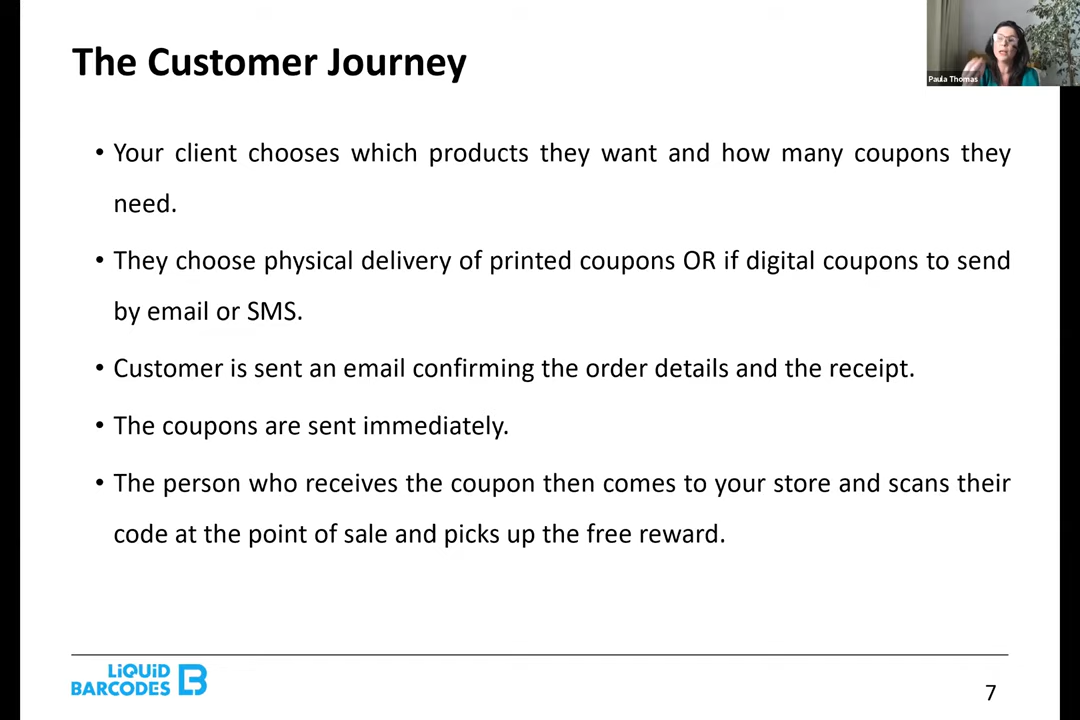 The Customer Journey
Paula Thomas
• Your client chooses which products they want and how many coupons they
need.
• They choose physical delivery of printed coupons OR if digital coupons to send
by email or SMS.
• Customer is sent an email confirming the order details and the receipt.
• The coupons are sent immediately.
• The person who receives the coupon then comes to your store and scans their
code at the point of sale and picks up the free reward.
LiQUiD
BARCODES
7